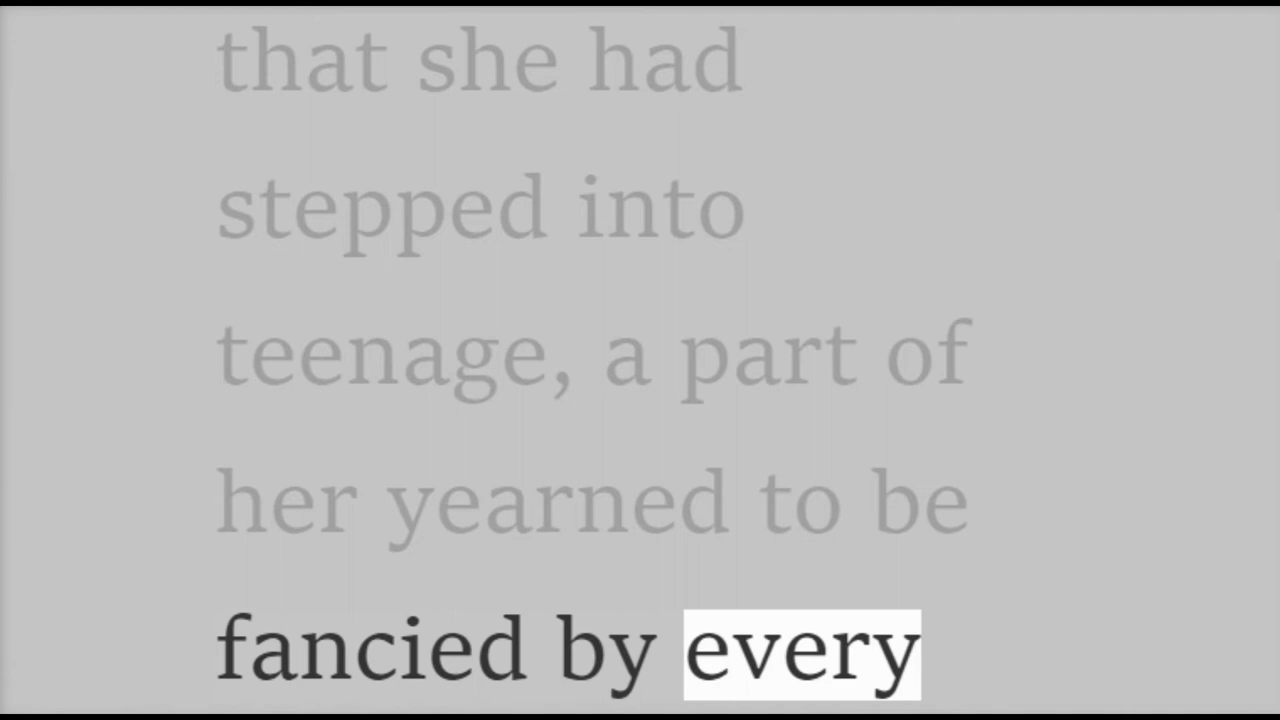 that she had
stepped into
teenage, a part of
her yearned to be
fancied by every